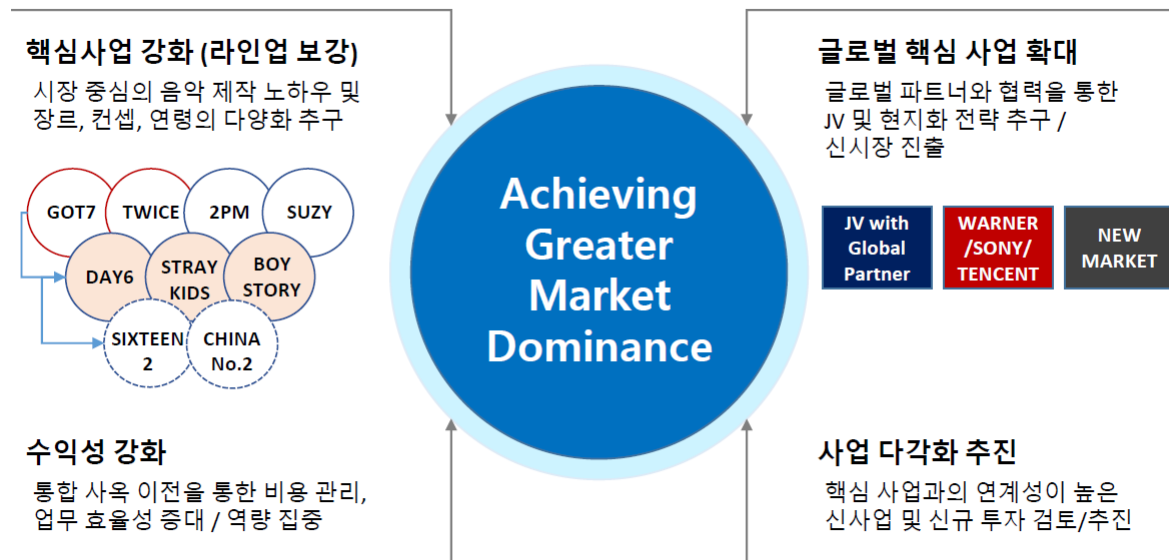 핵심사업 강화 (라인업 보강)
시장 중심의 음악 제작 노하우 및
장르, 컨셉, 연령의 다양화 추구
GOT7
TWICE
2PM
SUZY
DAY6
STRAY
KIDS
BOY
STORY
SIXTEEN
2
CHINA
No.2
수익성 강화
통합 사옥 이전을 통한 비용 관리,
업무 효율성 증대 / 역량 집중
Achieving
Greater
Market
Dominance
글로벌 핵심 사업 확대
글로벌 파트너와 협력을 통한
JV 및 현지화 전략 추구 /
신시장 진출
JV with
Global
Partner
WARNER
/SONY/
TENCENT
NEW
MARKET
사업 다각화 추진
핵심 사업과의 연계성이 높은
신사업 및 신규 투자 검토/추진